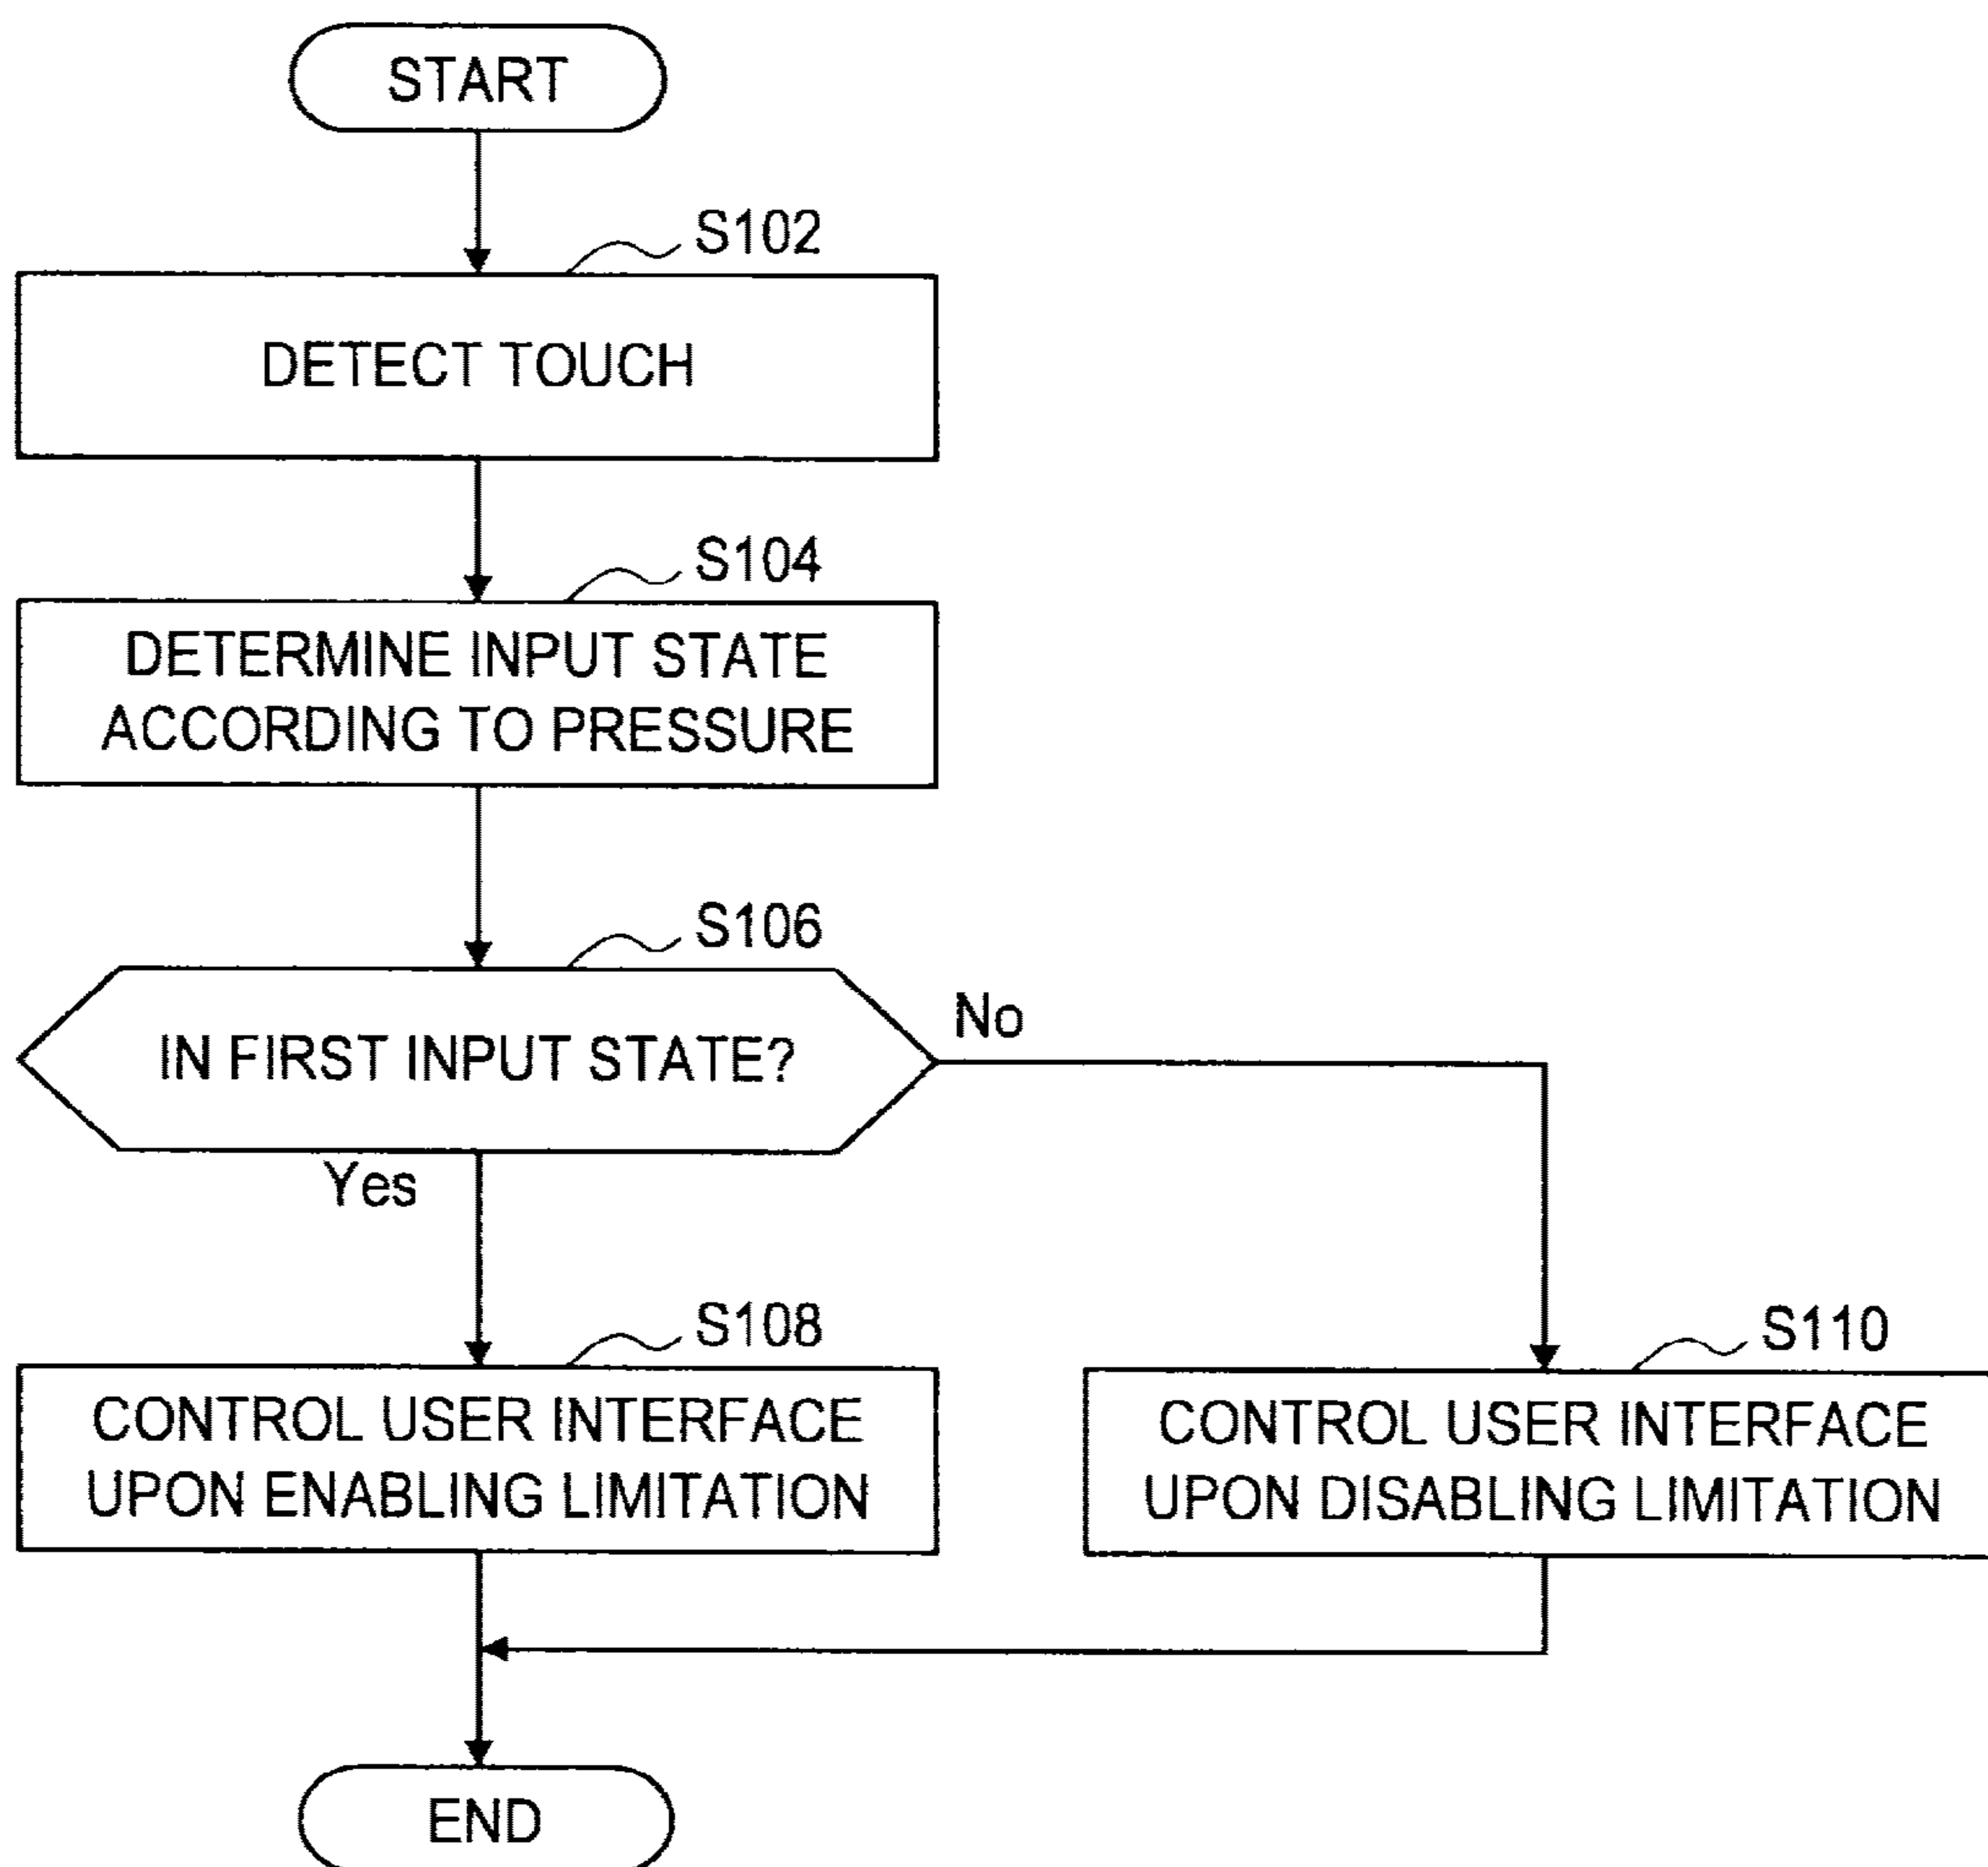 START
S102
DETECT TOUCH
S104
DETERMINE INPUT STATE
ACCORDING TO PRESSURE
S106
IN FIRST INPUT STATE?
No
Yes
S108
CONTROL USER INTERFACE
UPON ENABLING LIMITATION
S110
CONTROL USER INTERFACE
UPON DISABLING LIMITATION
END